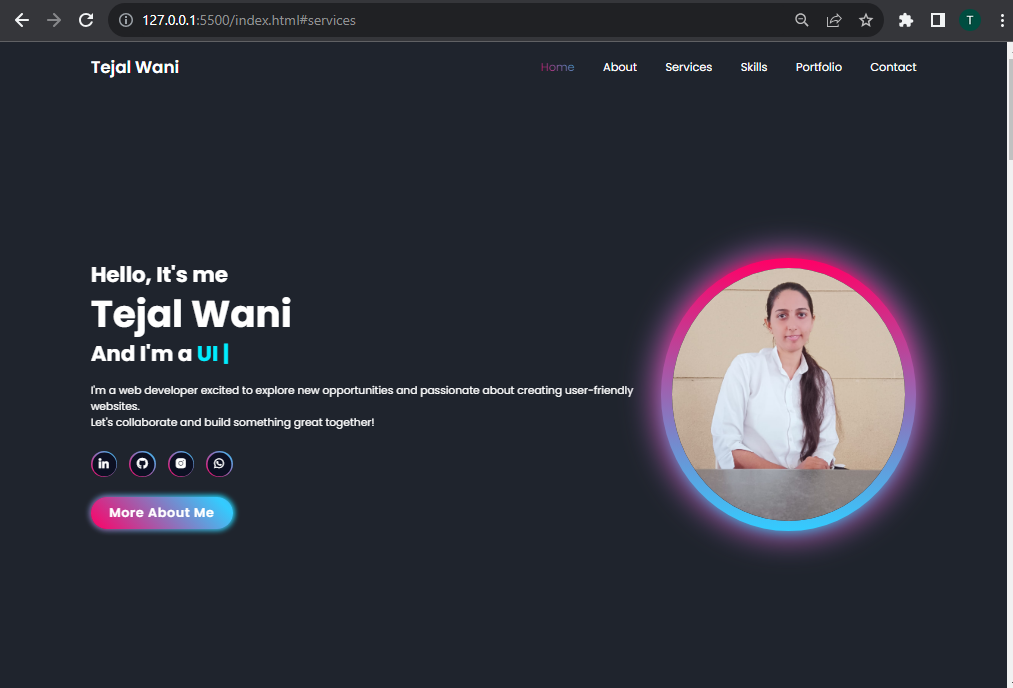 127.0.0.1:5500/index.html#services
T
Tejal Wani
Home About Services Skills Portfolio Contact
Hello, It's me
Tejal Wani
And I'm a UI |
I'm a web developer excited to explore new opportunities and passionate about creating user-friendly
websites.
Let's collaborate and build something great together!
in
More About Me